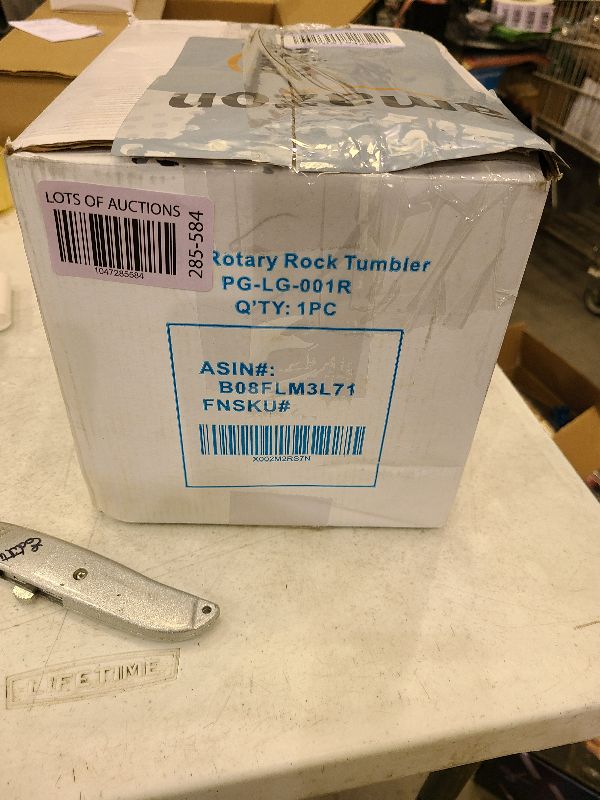 amazon
LOTS OF AUCTIONS
1047285584
285-584
Rotary Rock Tumbler
PG-LG-001R
Q'TY: 1PC
ASIN#:
B08FLM3L71
FNSKU#
X002M2RS7N
LIFETIME